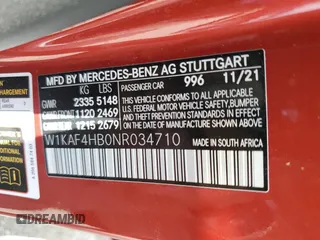 MFD. BY MERCEDES-BENZ AG STUTTGART
KG LBS PASSENGER CAR 996 11/21
GVWR 2335 5148
THIS VEHICLE CONFORMS TO ALL APPLICABLE
FRONT 1120 2469
FEDERAL MOTOR VEHICLE SAFETY, BUMPER,
1215 2679
AND THEFT PREVENTION STANDARDS IN EFFECT
ON THE DATE OF MANUFACTURE SHOWN ABOVE.
W1KAF4HB0NR034710
MADE IN SOUTH AFRICA
DREAMBID